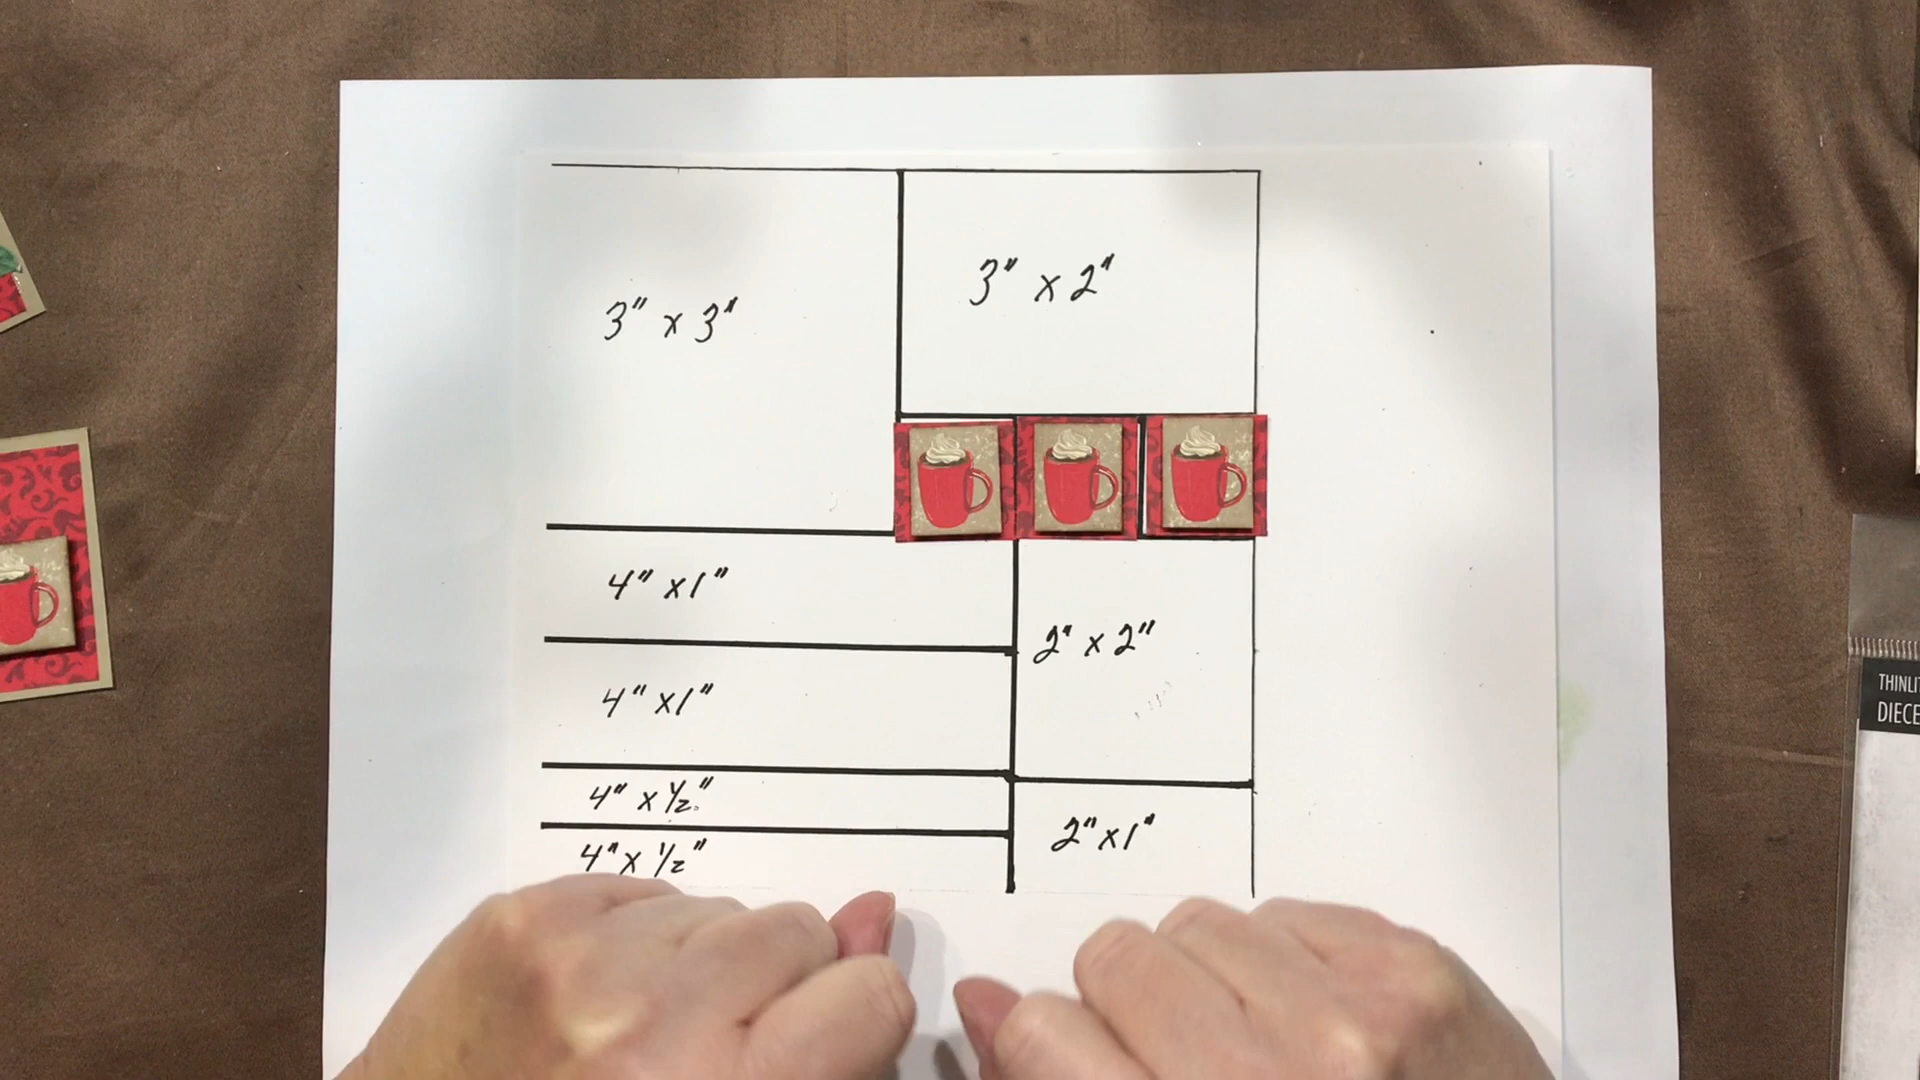 3" x 3"
3" x 2"
4" x 1"
4" x 1"
2" x 2"
4" x 1/2"
4" x 1/2"
2" x 1"
THINLI
DIECE